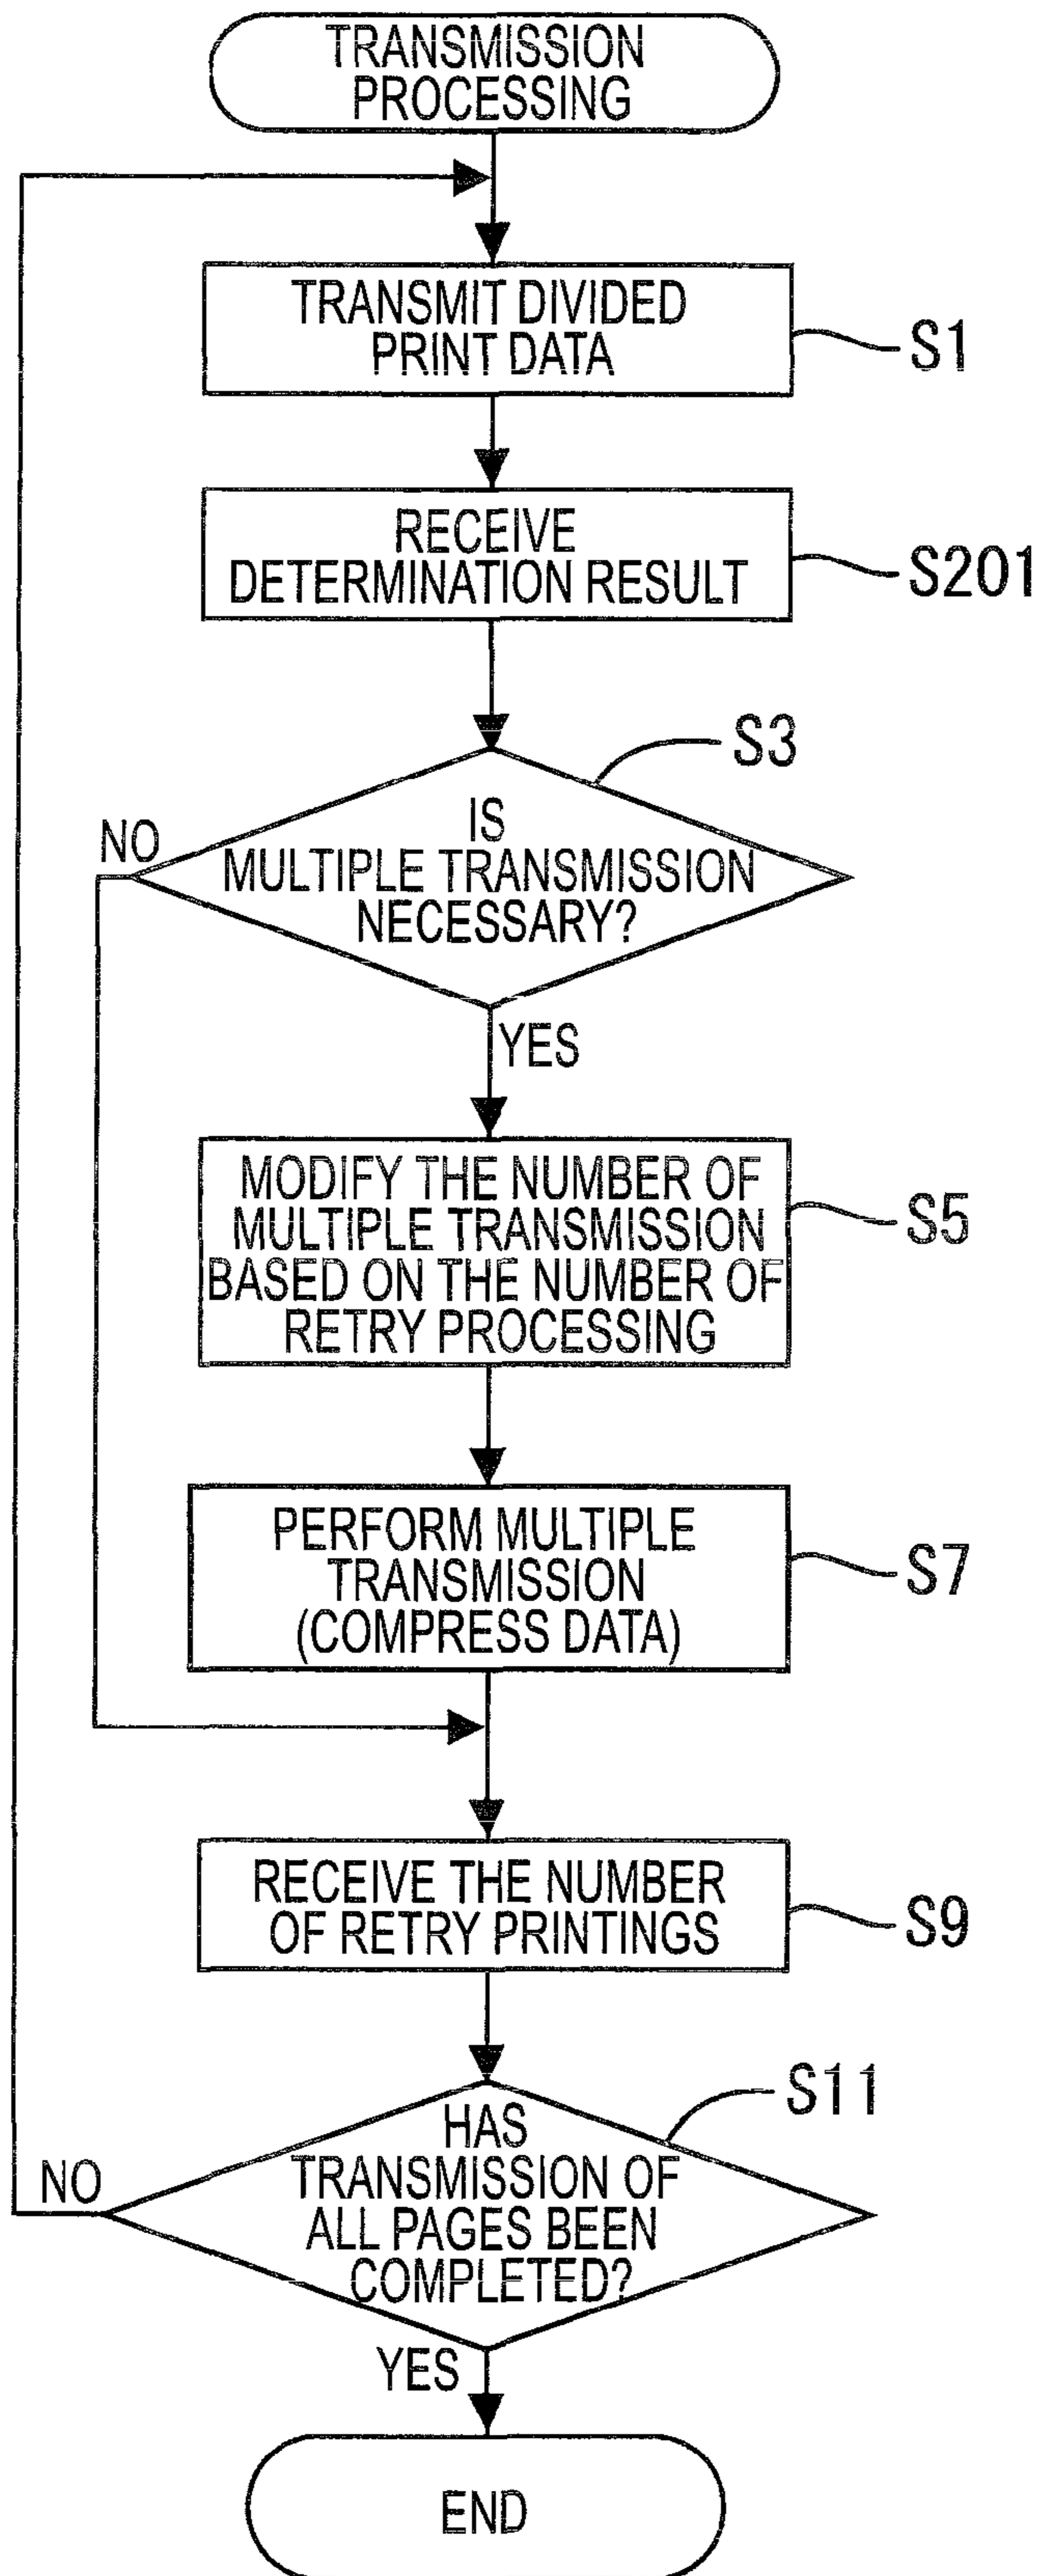 TRANSMISSION
PROCESSING
TRANSMIT DIVIDED
PRINT DATA
S1
RECEIVE
DETERMINATION RESULT
S201
S3
IS
MULTIPLE TRANSMISSION
NECESSARY?
NO
YES
MODIFY THE NUMBER OF
MULTIPLE TRANSMISSION
BASED ON THE NUMBER OF
RETRY PROCESSING
S5
PERFORM MULTIPLE
TRANSMISSION
(COMPRESS DATA)
S7
RECEIVE THE NUMBER
OF RETRY PRINTINGS
S9
S11
HAS
TRANSMISSION OF
ALL PAGES BEEN
COMPLETED?
NO
YES
END